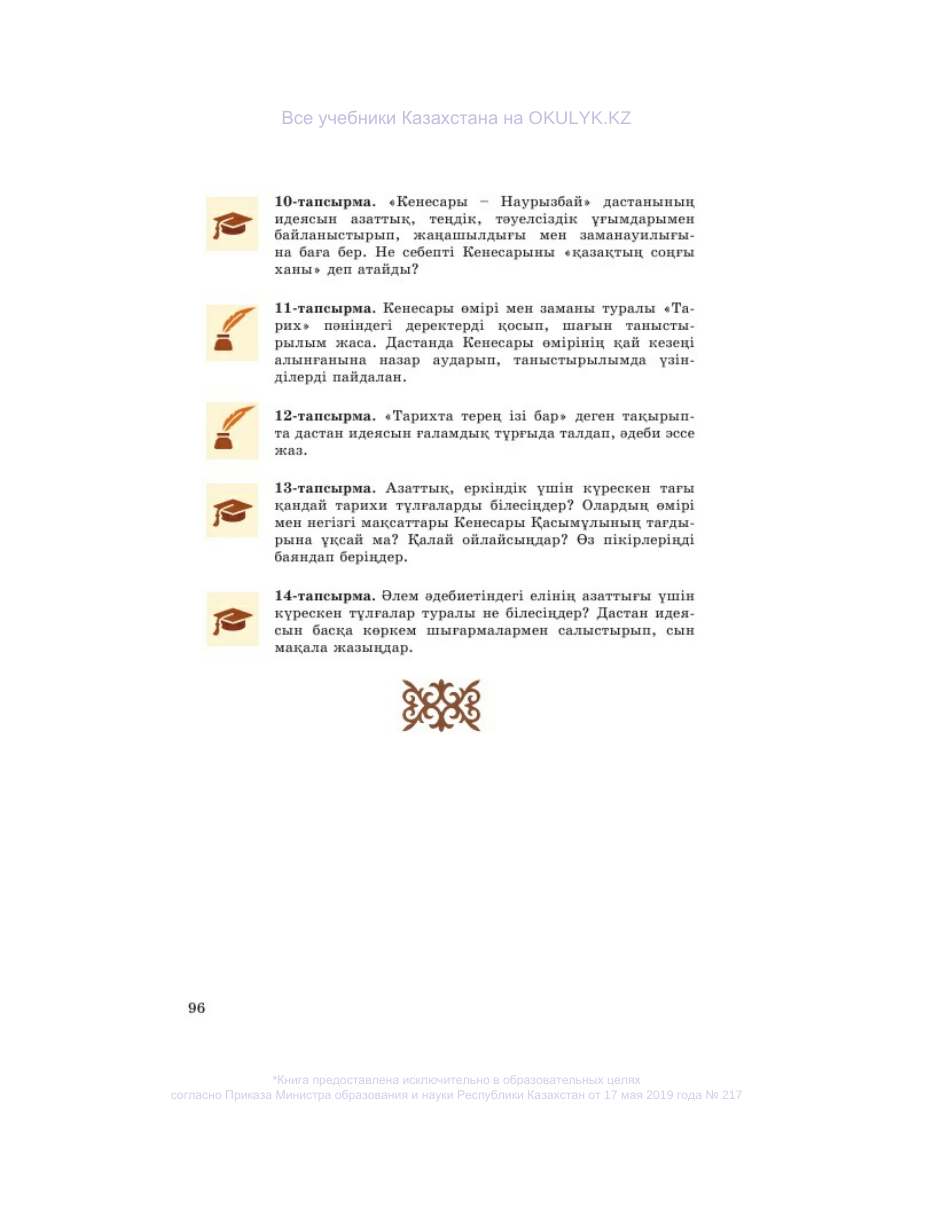 Все учебники Казахстана на OKULYK.KZ
10-тапсырма. «Кенесары – Наурызбай» дастанының
идеясын азаттық, теңдік, тәуелсіздік ұғымдарымен
байланыстырып, жаңашылдығы мен заманауилығы-
на баға бер. Не себепті Кенесарыны «қазақтың соңғы
ханы» деп атайды?
11-тапсырма. Кенесары өмірі мен заманы туралы «Та-
рих» пәніндегі деректерді қосып, шағын танысты-
рылым жаса. Дастанда Кенесары өмірінің қай кезеңі
алынғанына назар аударып, таныстырылымда үзін-
ділерді пайдалан.
12-тапсырма. «Тарихта терең ізі бар» деген тақырып-
та дастан идеясын ғаламдық тұрғыда талдап, әдеби эссе
жаз.
13-тапсырма. Азаттық, еркіндік үшін күрескен тағы
қандай тарихи тұлғаларды білесіңдер? Олардың өмірі
мен негізгі мақсаттары Кенесары Қасымұлының тағды-
рына ұқсай ма? Қалай ойлайсыңдар? Өз пікірлеріңді
баяндап беріңдер.
14-тапсырма. Әлем әдебиетіндегі елінің азаттығы үшін
күрескен тұлғалар туралы не білесіңдер? Дастан идея-
сын басқа көркем шығармалармен салыстырып, сын
мақала жазыңдар.
96
*Книга предоставлена исключительно в образовательных целях
согласно Приказа Министра образования и науки Республики Казахстан от 17 мая 2019 года № 217